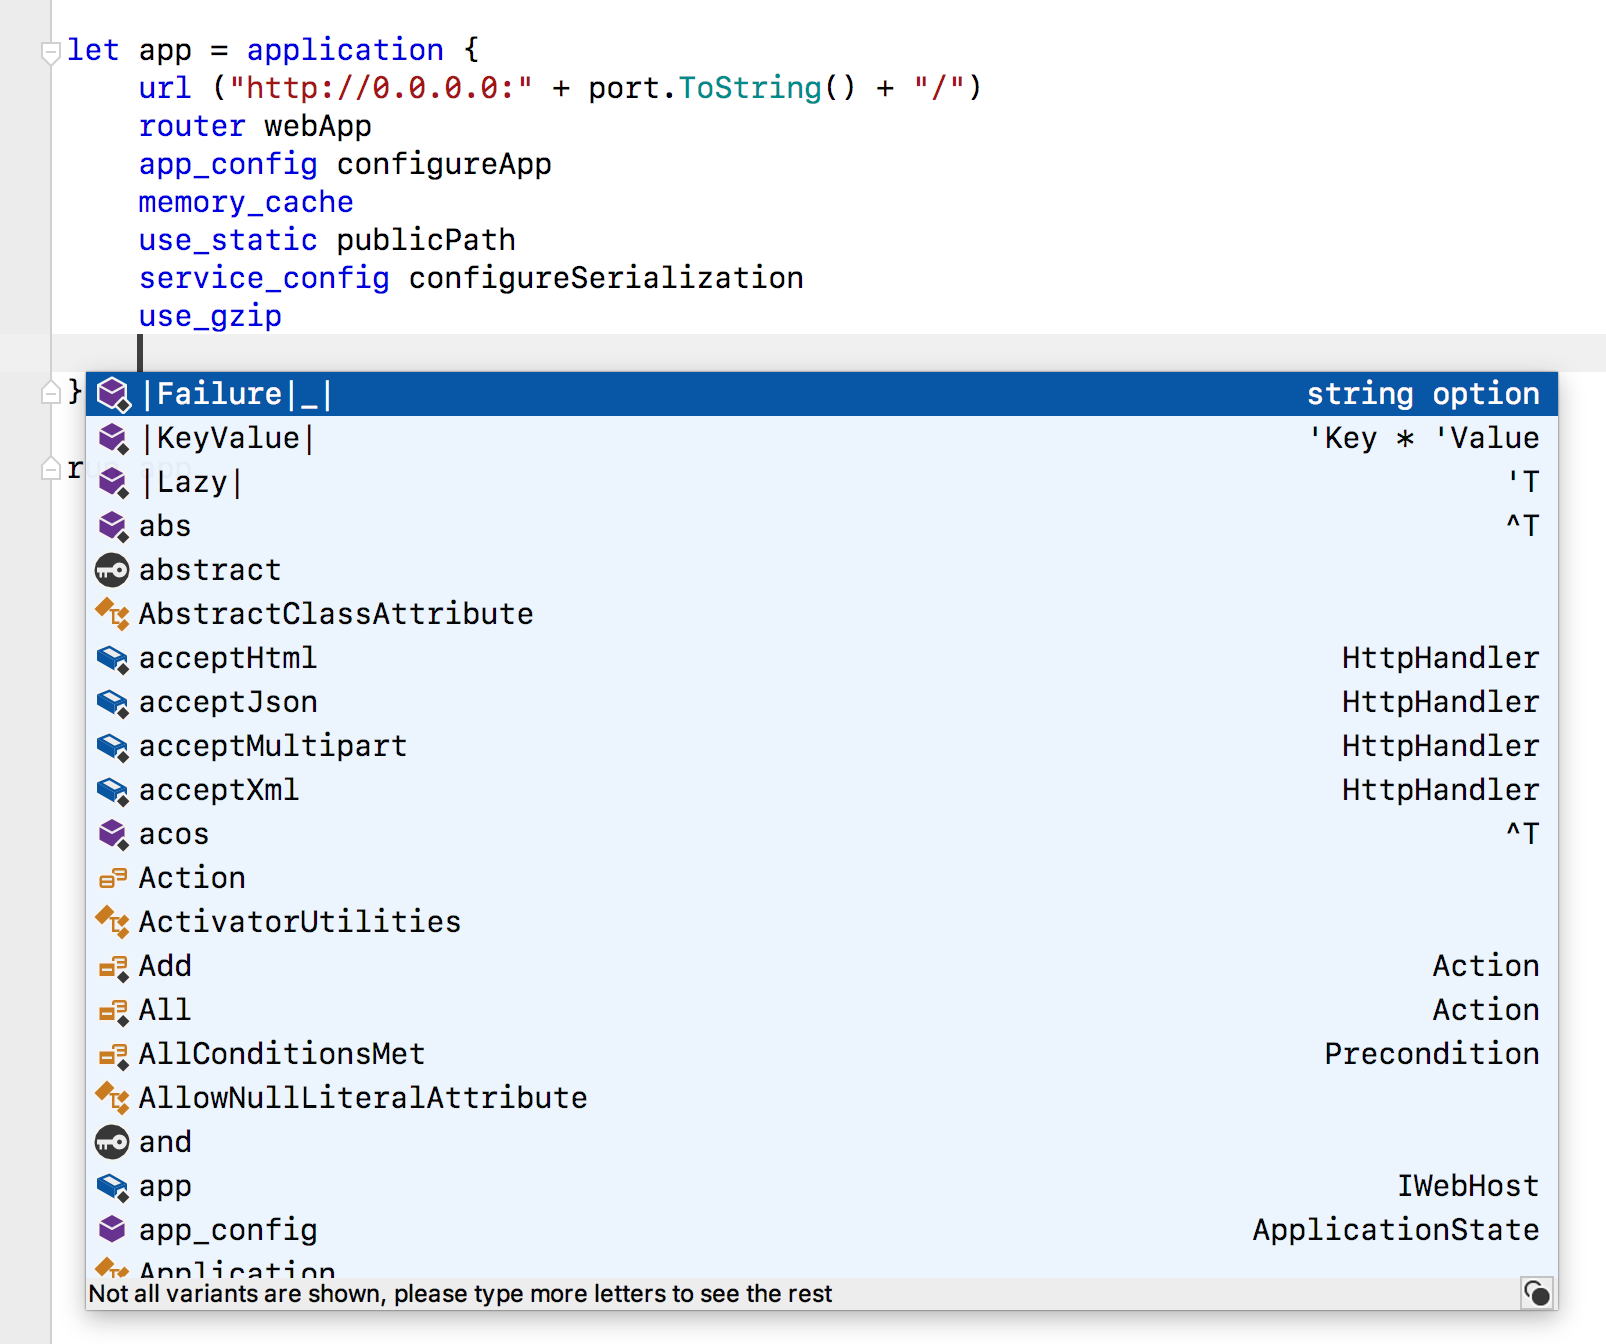 let app = application {
url ("http://0.0.0.0:" + port.ToString() + "/")
router webApp
app_config configureApp
memory_cache
use_static publicPath
service_config configureSerialization
use_gzip
}
|Failure|_| string option
|KeyValue| 'Key * 'Value
|Lazy| 'T
abs ^T
abstract
AbstractClassAttribute
acceptHtml HttpHandler
acceptJson HttpHandler
acceptMultipart HttpHandler
acceptXml HttpHandler
acos ^T
Action
ActivatorUtilities
Add Action
All Action
AllConditionsMet Precondition
AllowNullLiteralAttribute
and
app IWebHost
app_config ApplicationState
Application
Not all variants are shown, please type more letters to see the rest